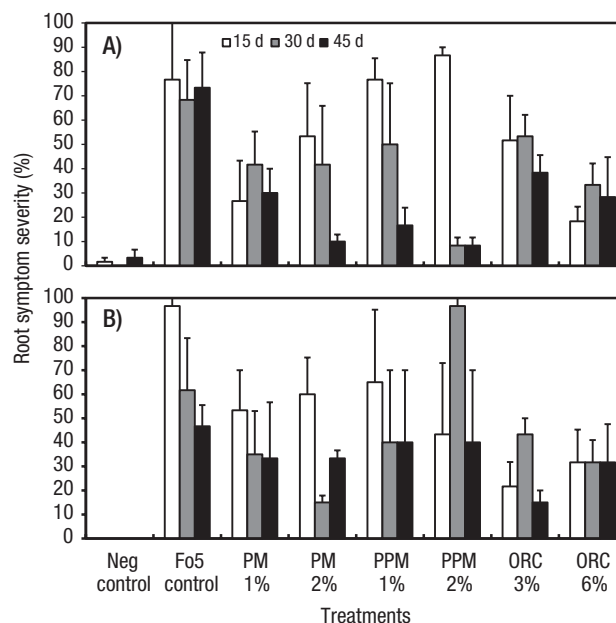 100
90
80
70
60
50
40
30
20
10
0
A)
15 d 30 d 45 d
Root symptom severity (%)
100
90
80
70
60
50
40
30
20
10
0
B)
Neg control
Fo5 control
PM 1%
PM 2%
PPM 1%
PPM 2%
ORC 3%
ORC 6%
Treatments